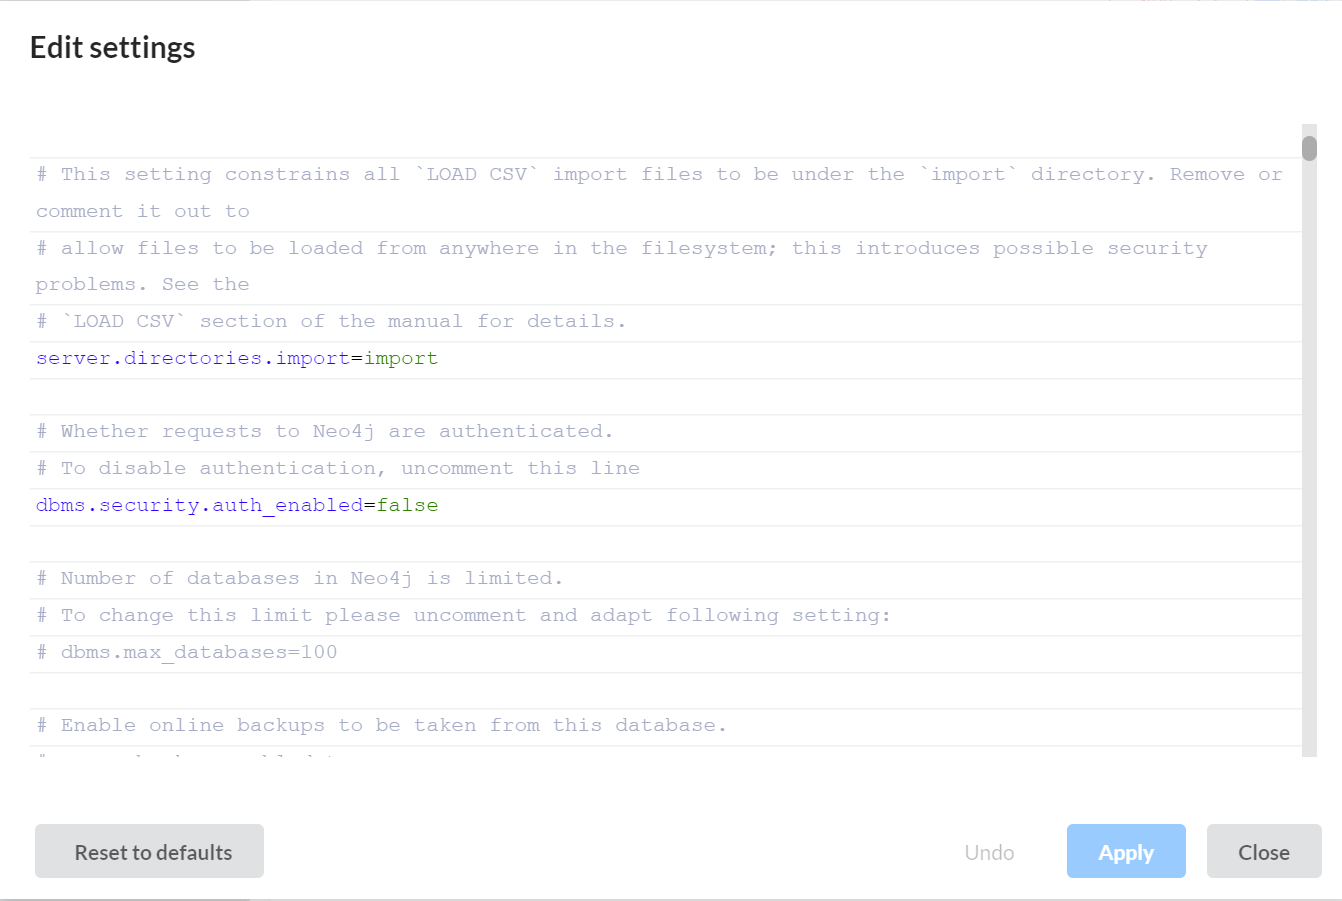 Edit settings
# This setting constrains all `LOAD CSV` import files to be under the `import` directory. Remove or
comment it out to
# allow files to be loaded from anywhere in the filesystem; this introduces possible security
problems. See the
# `LOAD CSV` section of the manual for details.
server.directories.import=import
# Whether requests to Neo4j are authenticated.
# To disable authentication, uncomment this line
dbms.security.auth_enabled=false
# Number of databases in Neo4j is limited.
# To change this limit please uncomment and adapt following setting:
# dbms.max_databases=100
# Enable online backups to be taken from this database.
Reset to defaults
Undo
Apply
Close